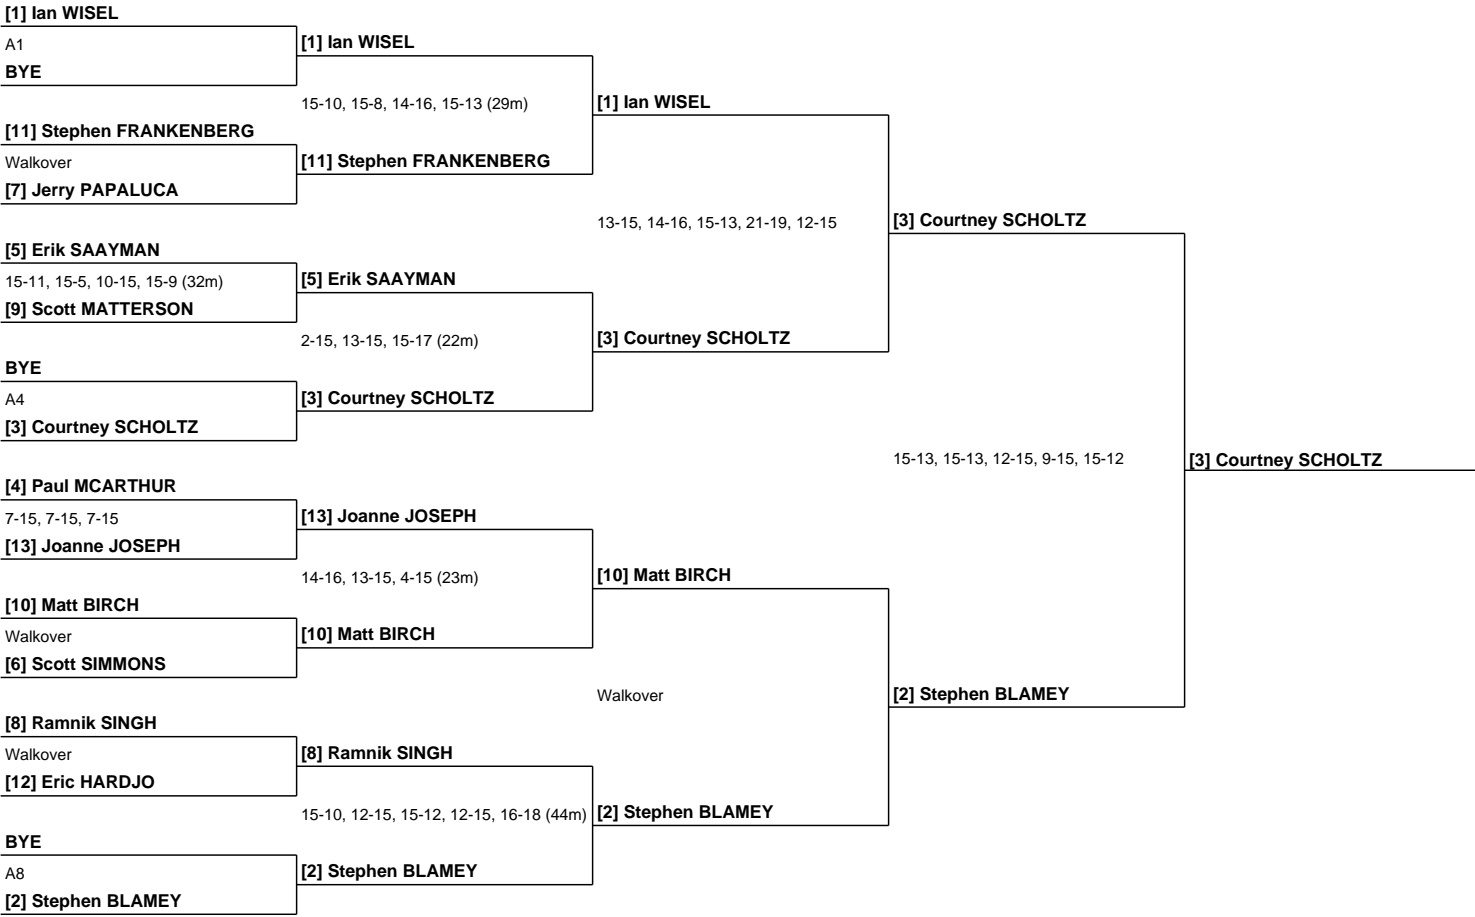 [1] Ian WISEL
A1
BYE
[11] Stephen FRANKENBERG
Walkover
[7] Jerry PAPALUCA
[5] Erik SAAYMAN
15-11, 15-5, 10-15, 15-9 (32m)
[9] Scott MATTERSON
BYE
A4
[3] Courtney SCHOLTZ
[4] Paul MCARTHUR
7-15, 7-15, 7-15
[13] Joanne JOSEPH
[10] Matt BIRCH
Walkover
[6] Scott SIMMONS
[8] Ramnik SINGH
Walkover
[12] Eric HARDJO
BYE
A8
[2] Stephen BLAMEY
[1] Ian WISEL
15-10, 15-8, 14-16, 15-13 (29m)
[11] Stephen FRANKENBERG
[5] Erik SAAYMAN
2-15, 13-15, 15-17 (22m)
[3] Courtney SCHOLTZ
[13] Joanne JOSEPH
14-16, 13-15, 4-15 (23m)
[10] Matt BIRCH
[8] Ramnik SINGH
15-10, 12-15, 15-12, 12-15, 16-18 (44m)
[2] Stephen BLAMEY
[1] Ian WISEL
13-15, 14-16, 15-13, 21-19, 12-15
[3] Courtney SCHOLTZ
[10] Matt BIRCH
Walkover
[2] Stephen BLAMEY
[3] Courtney SCHOLTZ
15-13, 15-13, 12-15, 9-15, 15-12
[2] Stephen BLAMEY
[3] Courtney SCHOLTZ